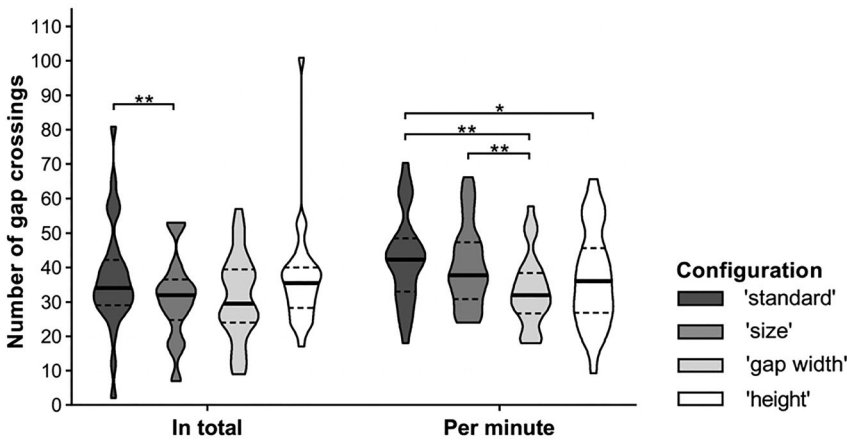 Number of gap crossings
110
100
90
80
70
60
50
40
30
20
10
0
**
*
**
**
In total
Per minute
Configuration
'standard'
'size'
'gap width'
'height'